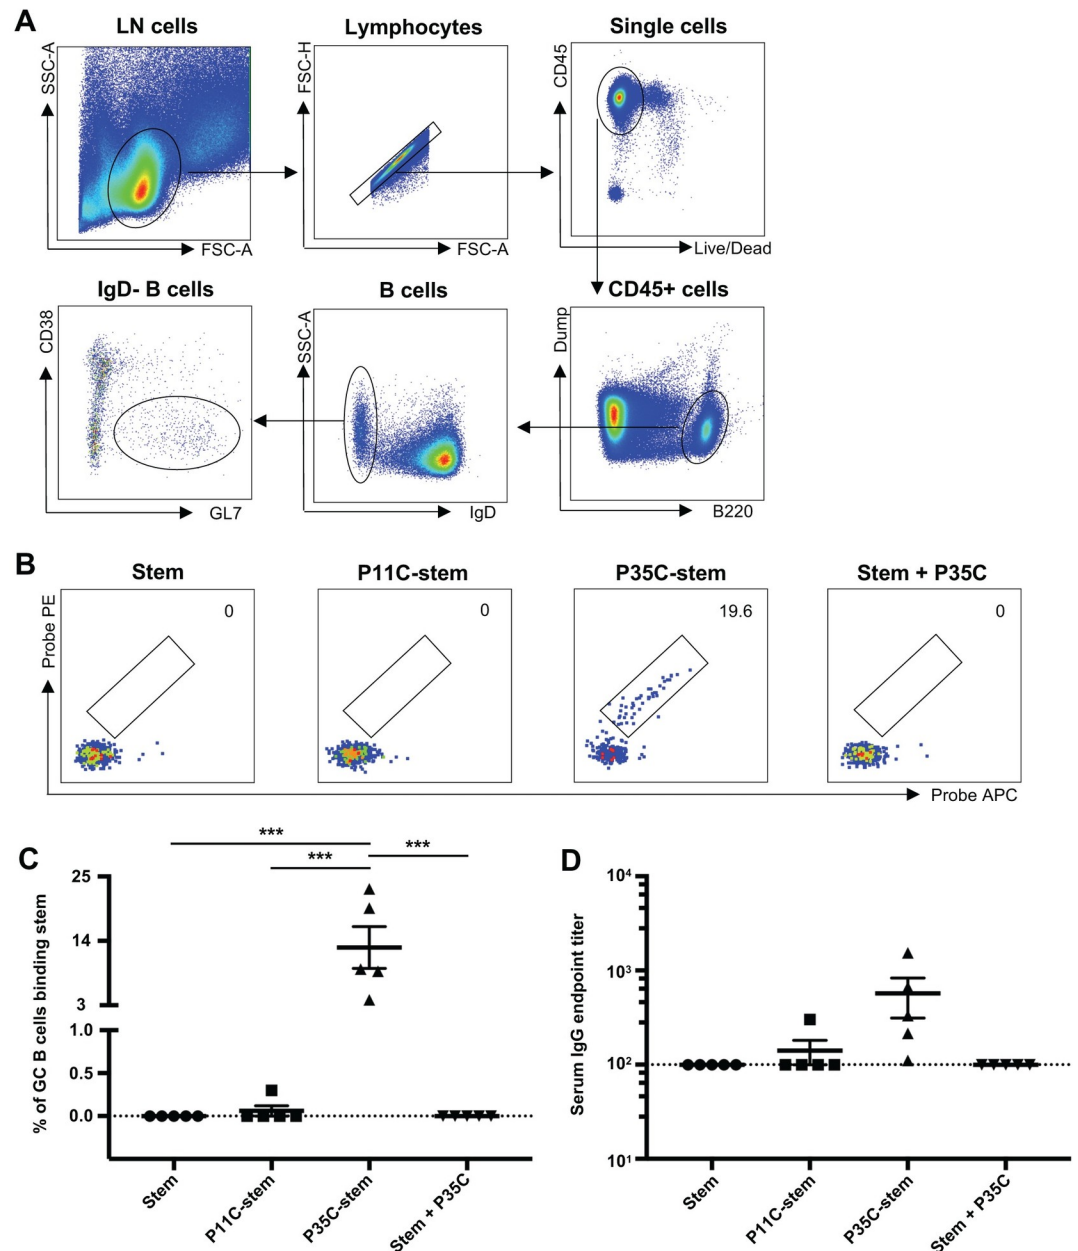 A
LN cells
Lymphocytes
Single cells
SSC-A
FSC-H
CD45
FSC-A
FSC-A
Live/Dead
IgD- B cells
B cells
CD45+ cells
CD38
SSC-A
Dump
GL7
IgD
B220
B
Stem
P11C-stem
P35C-stem
Stem + P35C
Probe PE
0
0
19.6
0
Probe APC
C
***
***
***
% of GC B cells binding stem
25
14
3
1.0
0.5
0.0
Stem
P11C-stem
P35C-stem
Stem + P35C
D
Serum IgG endpoint titer
10⁴
10³
10²
10¹
Stem
P11C-stem
P35C-stem
Stem + P35C